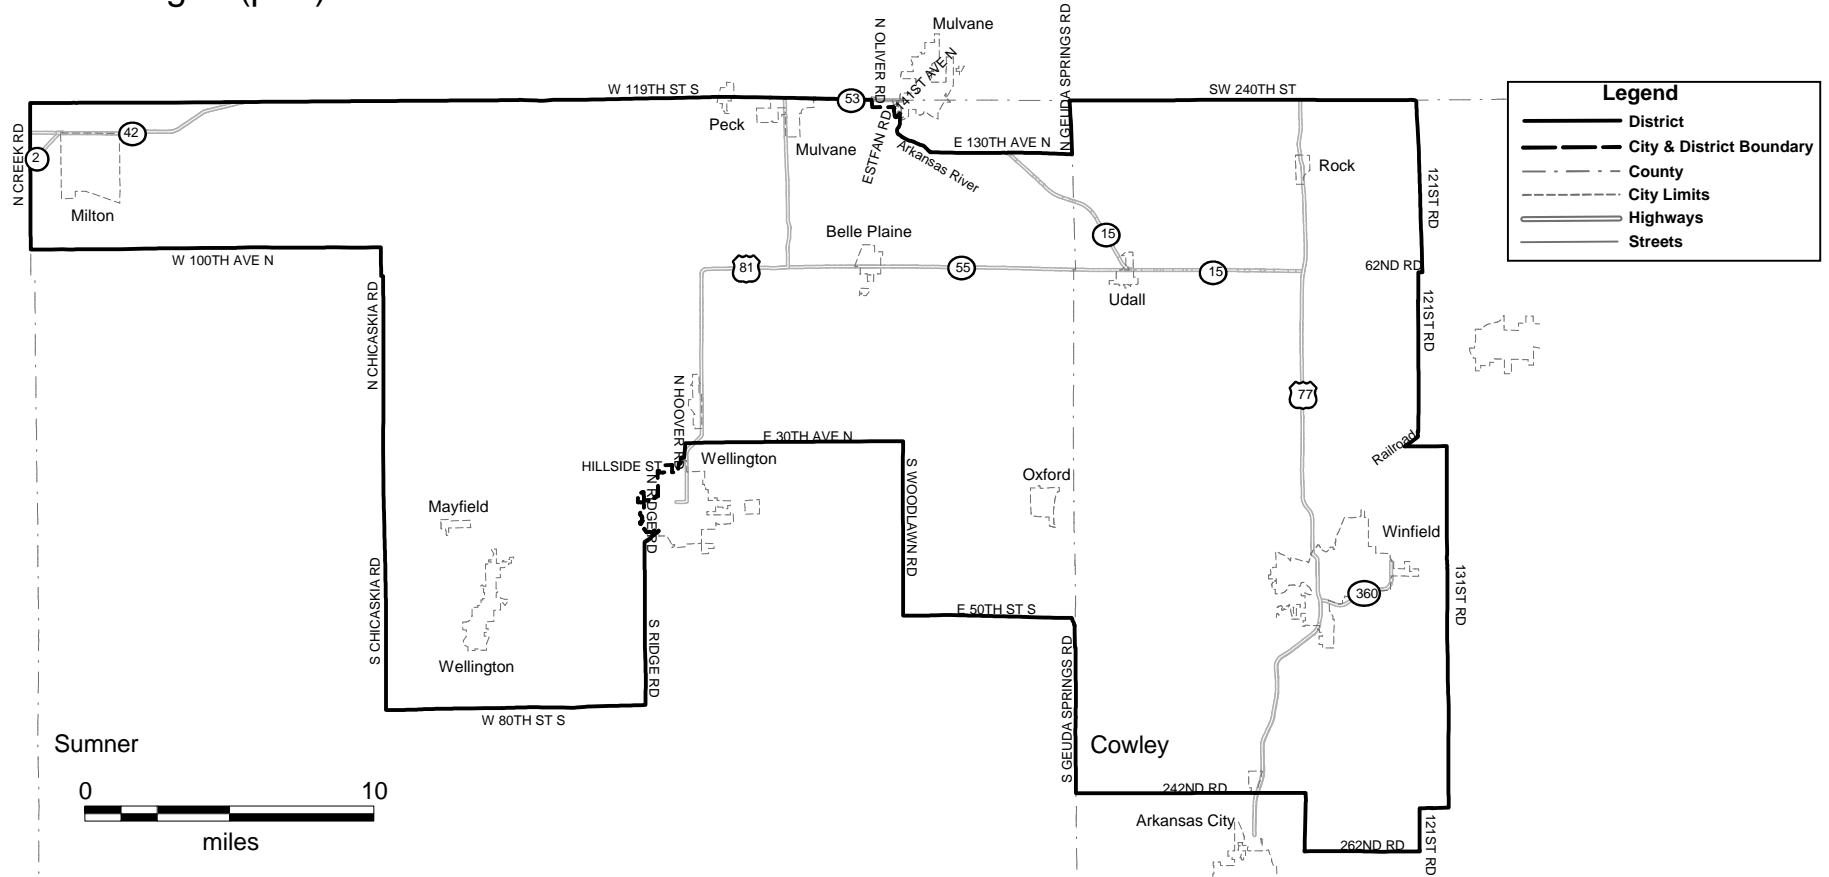 Mulvane
N OLIVER RD
N GEUDA SPRINGS RD
141ST AVE N
W 119TH ST S
53
SW 240TH ST
Legend
District
City & District Boundary
County
City Limits
Highways
Streets
N CREEK RD
42
2
Peck
Mulvane
ESTFAN RD
Arkansas River
E 130TH AVE N
Rock
121ST RD
Milton
Belle Plaine
15
W 100TH AVE N
81
55
15
62ND RD
Udall
N CHICASKIA RD
121ST RD
N HOOVER RD
77
E 30TH AVE N
Railroad
HILLSIDE ST
Wellington
N RIDGE RD
S WOODLAWN RD
Oxford
Mayfield
Winfield
S CHICASKIA RD
360
131ST RD
E 50TH ST S
S RIDGE RD
Wellington
S GEUDA SPRINGS RD
W 80TH ST S
Sumner
Cowley
0 10
miles
242ND RD
Arkansas City
262ND RD
121ST RD